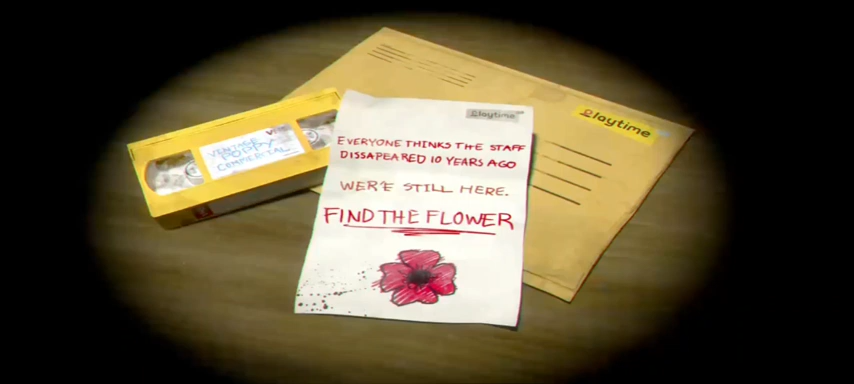 VINTAGE
POPPY
COMMERCIAL
Playtime
EVERYONE THINKS THE STAFF
DISSAPEARED 10 YEARS AGO
WE'RE STILL HERE.
FIND THE FLOWER
Playtime